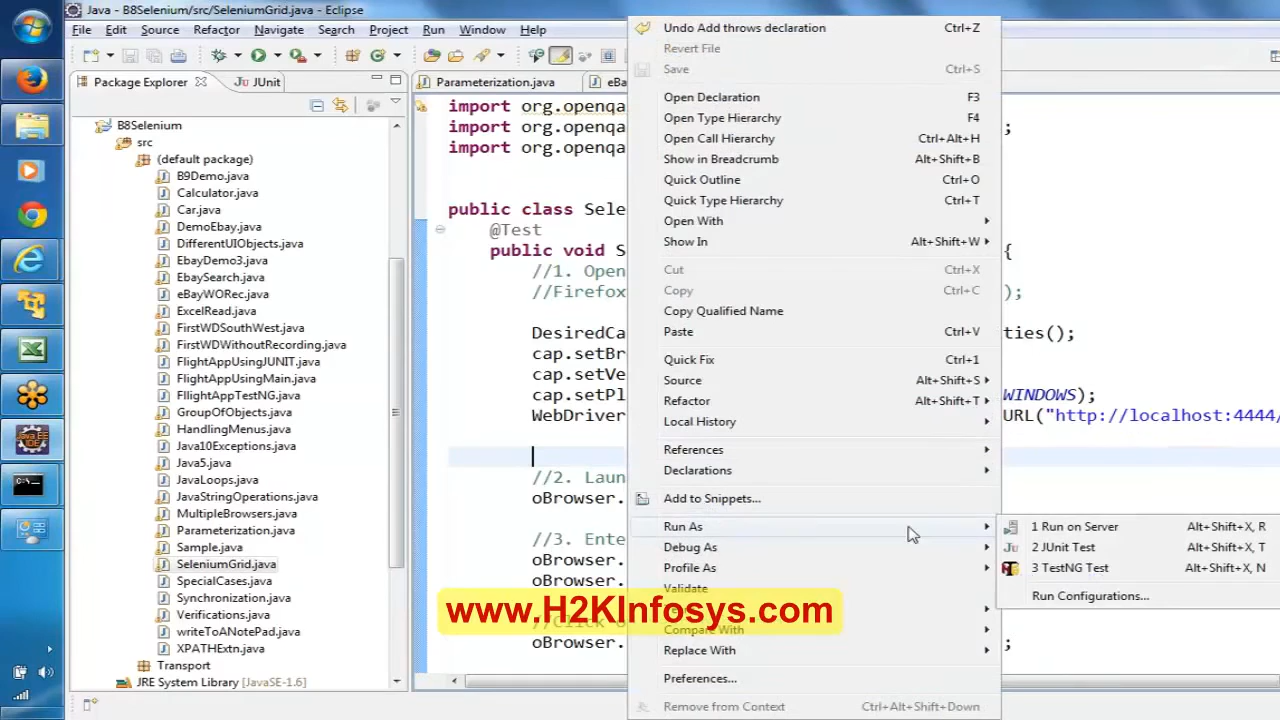 Java - B8Selenium/src/SeleniumGrid.java - Eclipse
File Edit Source Refactor Navigate Search Project Run Window Help
Package Explorer
Ju JUnit
B8Selenium
src
(default package)
B9Demo.java
Calculator.java
Car.java
DemoEbay.java
DifferentUIObjects.java
EbayDemo3.java
EbaySearch.java
eBayWORec.java
ExcelRead.java
FirstWDSouthWest.java
FirstWDWithoutRecording.java
FlightAppUsingJUNIT.java
FlightAppUsingMain.java
FllightAppTestNG.java
GroupOfObjects.java
HandlingMenus.java
Java10Exceptions.java
Java5.java
JavaLoops.java
JavaStringOperations.java
MultipleBrowsers.java
Parameterization.java
Sample.java
SeleniumGrid.java
SpecialCases.java
Synchronization.java
Verifications.java
writeToANotePad.java
XPATHExtn.java
Transport
JRE System Library [JavaSE-1.6]
Parameterization.java
eBa
import org.openqa
import org.openqa ;
import org.openqa
public class Sele
@Test
public void S {
//1. Open
//Firefox );
DesiredCa ties();
cap.setBr
cap.setVe
cap.setPl WINDOWS);
WebDriver URL("http://localhost:4444/
//2. Laun
oBrowser.
//3. Ente
oBrowser.
oBrowser.
//Click
oBrowser. ;
Undo Add throws declaration Ctrl+Z
Revert File
Save Ctrl+S
Open Declaration F3
Open Type Hierarchy F4
Open Call Hierarchy Ctrl+Alt+H
Show in Breadcrumb Alt+Shift+B
Quick Outline Ctrl+O
Quick Type Hierarchy Ctrl+T
Open With
Show In Alt+Shift+W
Cut Ctrl+X
Copy Ctrl+C
Copy Qualified Name
Paste Ctrl+V
Quick Fix Ctrl+1
Source Alt+Shift+S
Refactor Alt+Shift+T
Local History
References
Declarations
Add to Snippets...
Run As
Debug As
Profile As
Validate
Compare With
Replace With
Preferences...
Remove from Context Ctrl+Alt+Shift+Down
1 Run on Server Alt+Shift+X, R
Ju 2 JUnit Test Alt+Shift+X, T
3 TestNG Test Alt+Shift+X, N
Run Configurations...
www.H2KInfosys.com